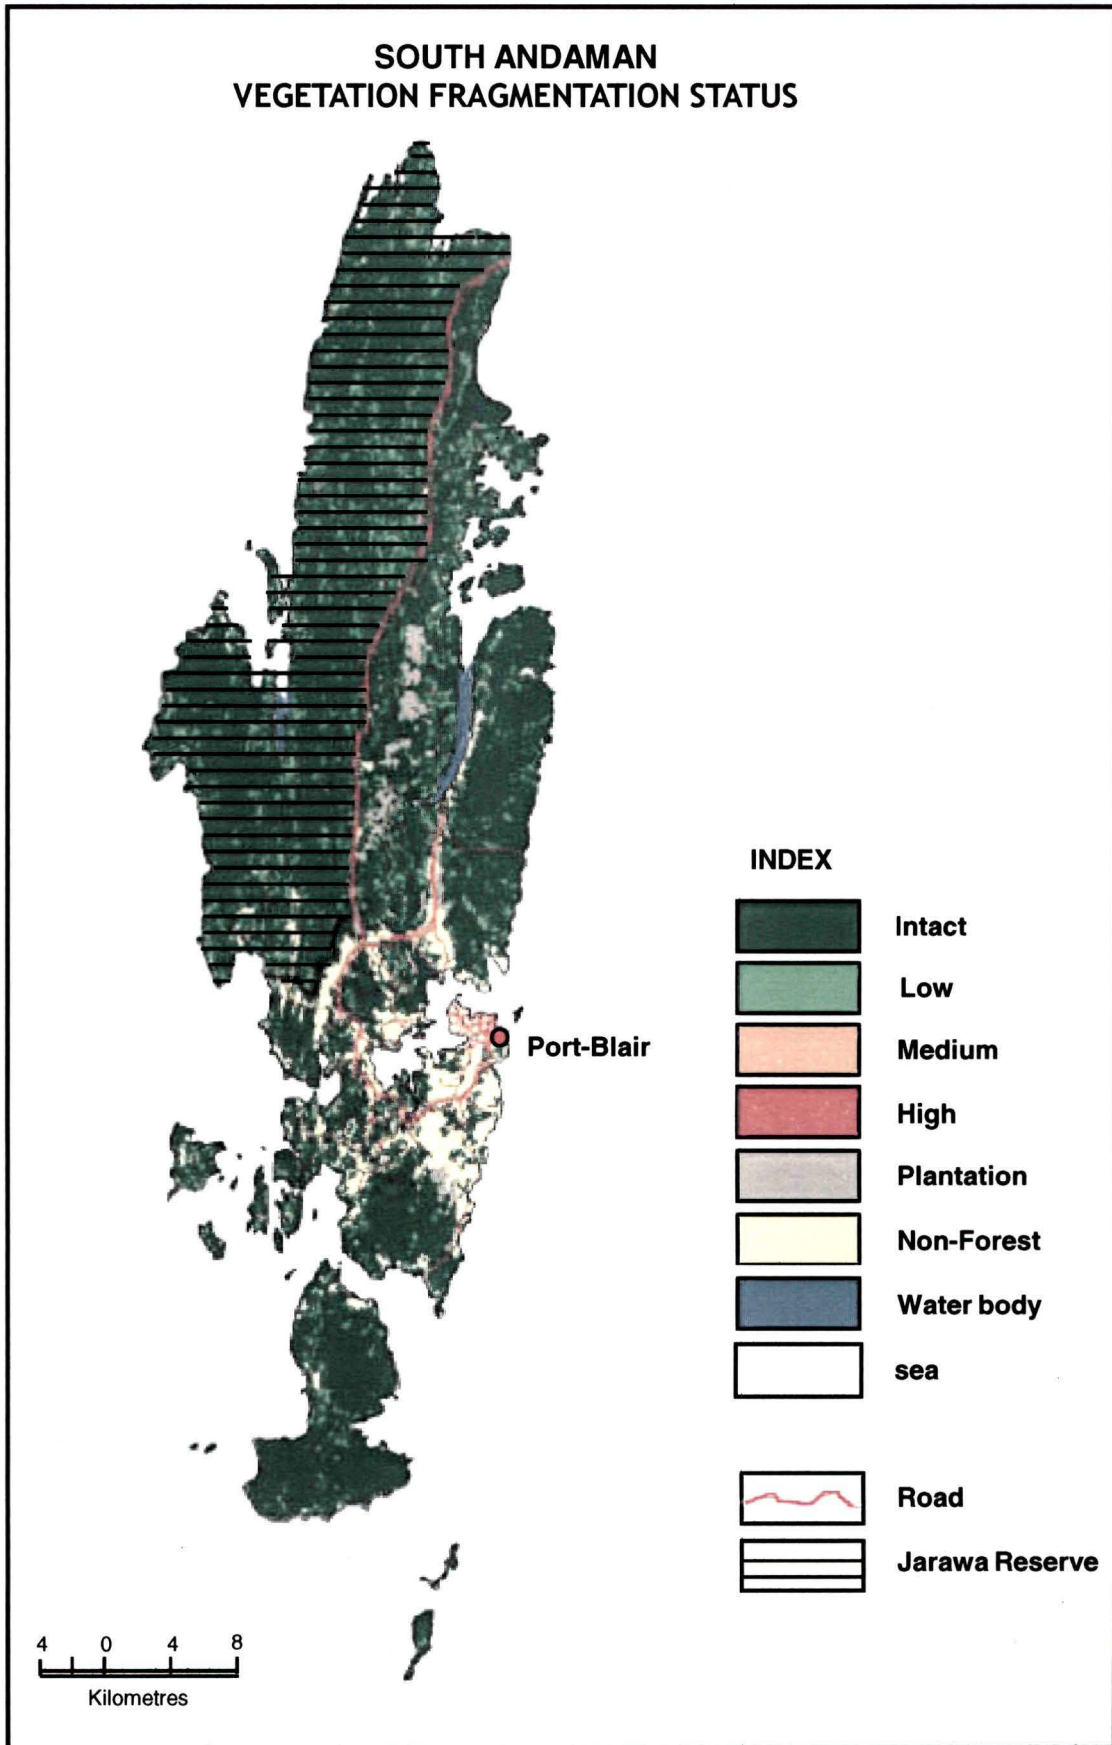 SOUTH ANDAMAN
VEGETATION FRAGMENTATION STATUS
Port-Blair
INDEX
Intact
Low
Medium
High
Plantation
Non-Forest
Water body
sea
Road
Jarawa Reserve
4 0 4 8
Kilometres